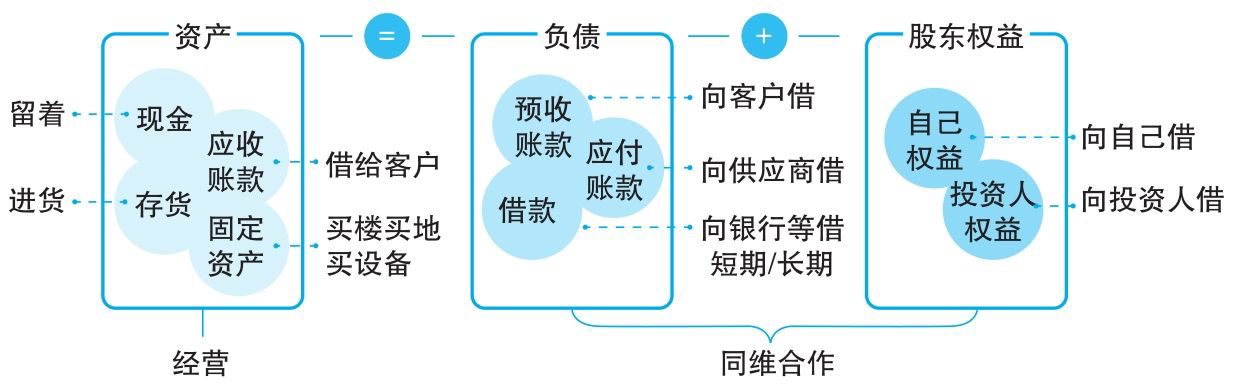 资产
=
负债
+
股东权益
留着
现金
应收
账款
借给客户
进货
存货
固定
资产
买楼买地
买设备
预收
账款
向客户借
应付
账款
向供应商借
借款
向银行等借
短期/长期
自己
权益
向自己借
投资人
权益
向投资人借
经营
同维合作